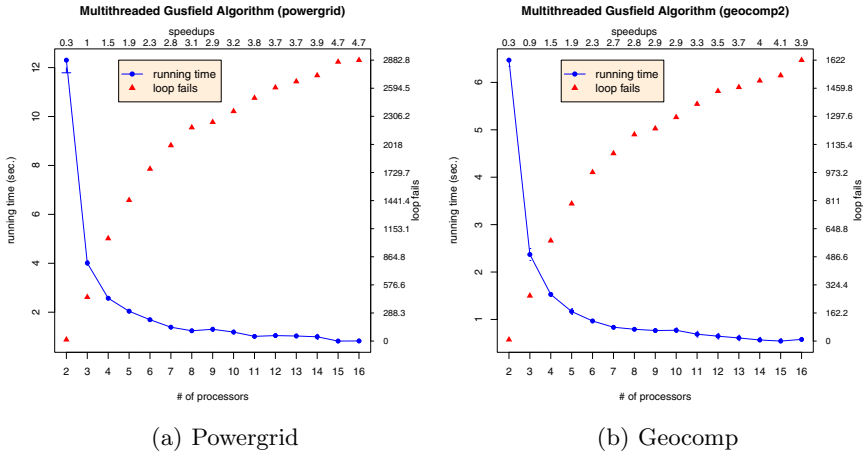 Multithreaded Gusfield Algorithm (powergrid)
speedups
0.3 1 1.5 1.9 2.3 2.8 3.1 2.9 3.2 3.8 3.7 3.7 3.9 4.7 4.7
running time
loop fails
running time (sec.)
12
10
8
6
4
2
2882.8
2594.5
2306.2
2018
1729.7
1441.4
1153.1
864.8
576.6
288.3
0
loop fails
2 3 4 5 6 7 8 9 10 11 12 13 14 15 16
# of processors
(a) Powergrid
Multithreaded Gusfield Algorithm (geocomp2)
speedups
0.3 0.9 1.5 1.9 2.3 2.7 2.8 2.9 2.9 3.3 3.5 3.7 4 4.1 3.9
running time
loop fails
running time (sec.)
6
5
4
3
2
1
1622
1459.8
1297.6
1135.4
973.2
811
648.8
486.6
324.4
162.2
0
loop fails
2 3 4 5 6 7 8 9 10 11 12 13 14 15 16
# of processors
(b) Geocomp